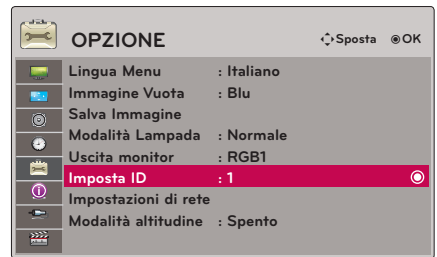 OPZIONE Sposta OK
Lingua Menu : Italiano
Immagine Vuota : Blu
Salva Immagine
Modalità Lampada : Normale
Uscita monitor : RGB1
Imposta ID : 1
Impostazioni di rete
Modalità altitudine : Spento